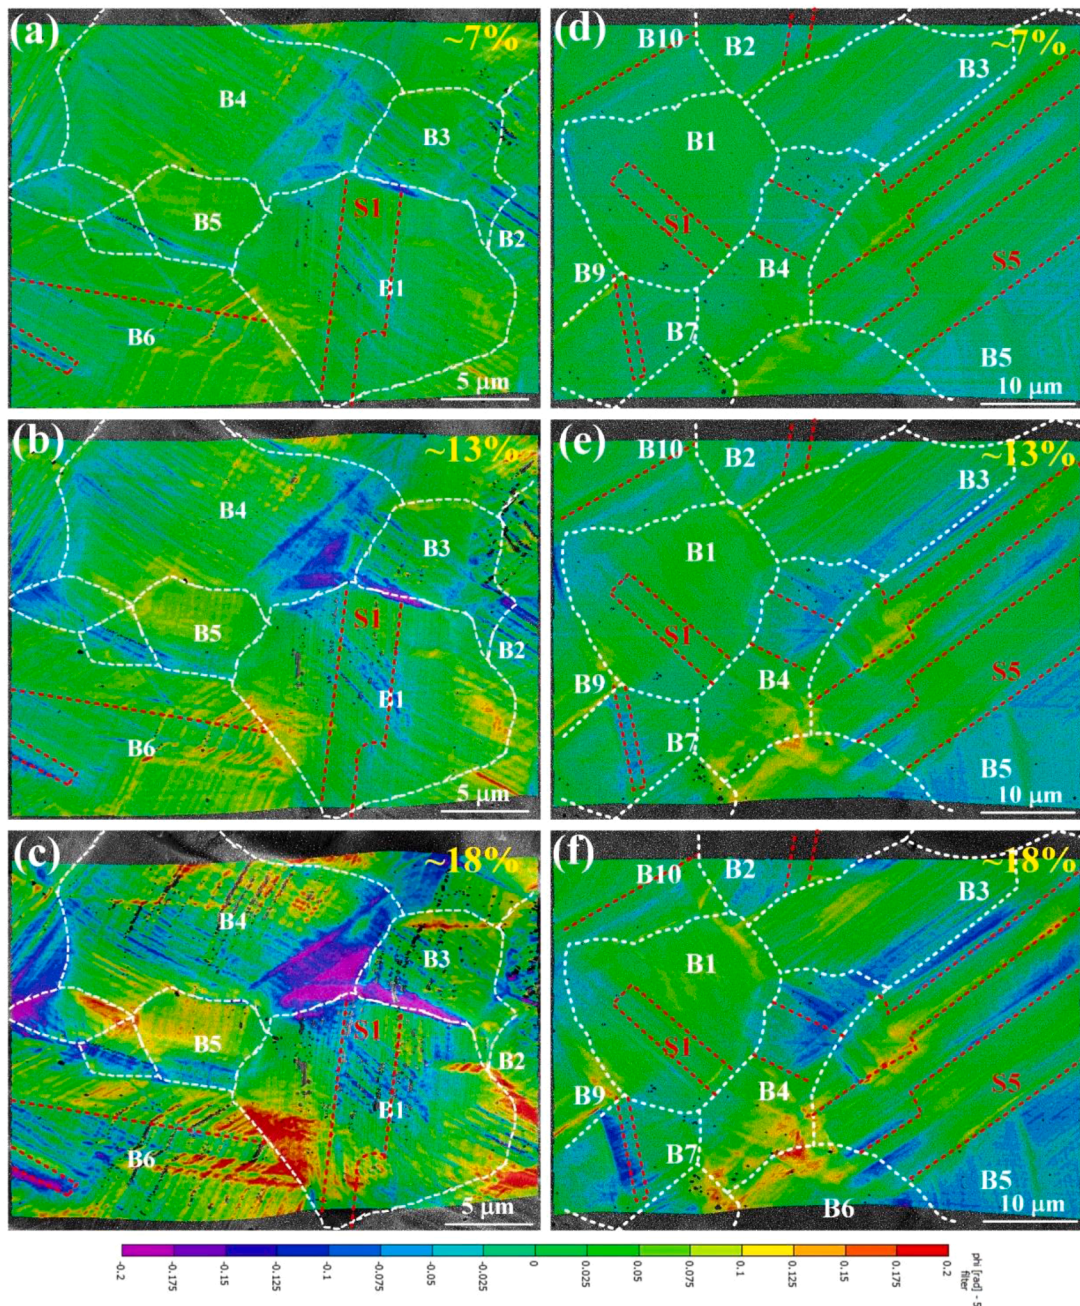 (a)
~7%
B4
B3
S1
B5
B2
B1
B6
5 μm
(d)
~7%
B10
B2
B3
B1
S1
B4
S5
B9
B7
B5
10 μm
(b)
~13%
B4
B3
S1
B5
B2
B1
B6
5 μm
(e)
~13%
B10
B2
B3
B1
S1
B4
S5
B9
B7
B5
10 μm
(c)
~18%
B4
B3
S1
B5
B2
B1
B6
5 μm
(f)
~18%
B10
B2
B3
B1
S1
B4
S5
B9
B7
B5
B6
10 μm
-0.2
-0.175
-0.15
-0.125
-0.1
-0.075
-0.05
-0.025
0
0.025
0.05
0.075
0.1
0.125
0.15
0.175
0.2
phi [rad] - 5
filter